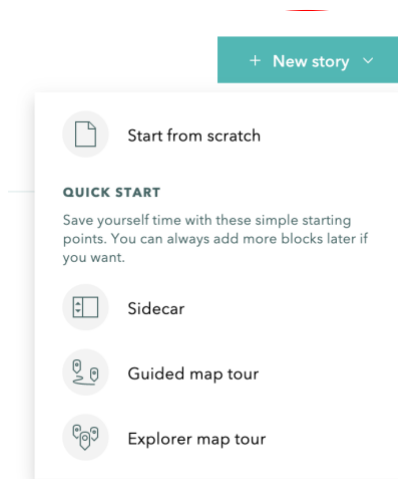 + New story
Start from scratch
QUICK START
Save yourself time with these simple starting
points. You can always add more blocks later if
you want.
Sidecar
Guided map tour
Explorer map tour